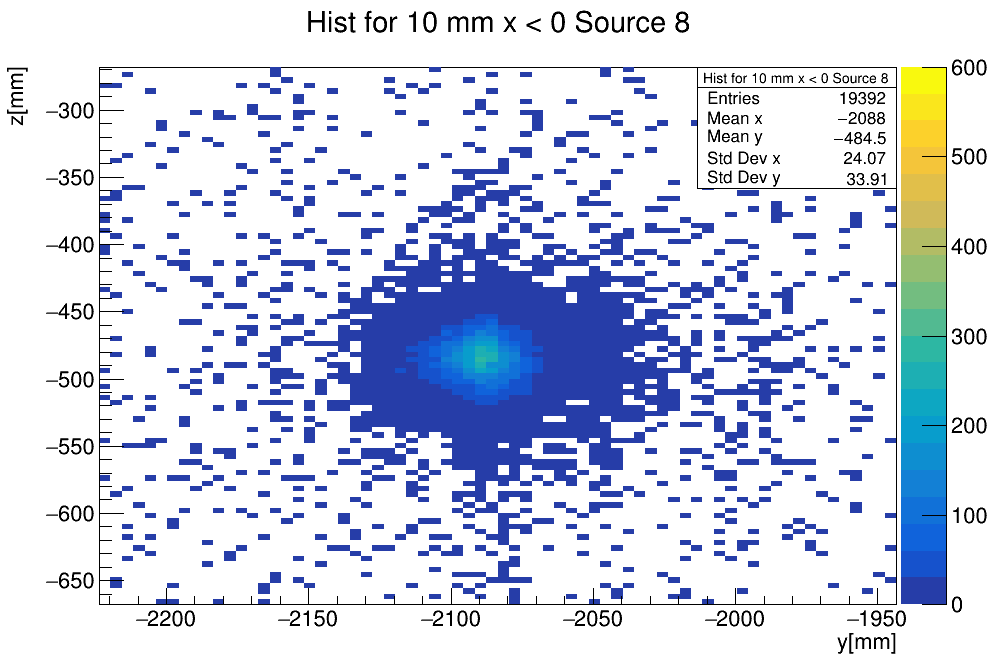 Hist for 10 mm x < 0 Source 8
z[mm]
Hist for 10 mm x < 0 Source 8
Entries 19392
Mean x −2088
Mean y −484.5
Std Dev x 24.07
Std Dev y 33.91
−300
−350
−400
−450
−500
−550
−600
−650
600
500
400
300
200
100
0
−2200 −2150 −2100 −2050 −2000 −1950
y[mm]